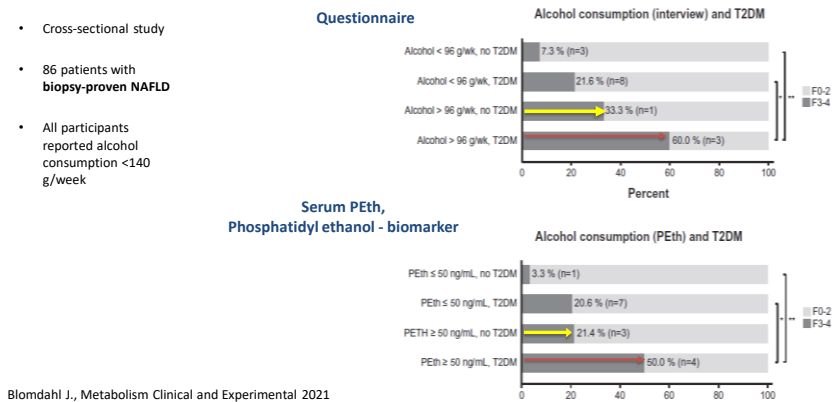 • Cross-sectional study
• 86 patients with
biopsy-proven NAFLD
• All participants
reported alcohol
consumption <140
g/week
Questionnaire
Alcohol consumption (interview) and T2DM
Alcohol < 96 g/wk, no T2DM 7.3 % (n=3)
Alcohol < 96 g/wk, T2DM 21.6 % (n=8)
Alcohol > 96 g/wk, no T2DM 33.3 % (n=1)
Alcohol > 96 g/wk, T2DM 60.0 % (n=3)
* **
F0-2
F3-4
0 20 40 60 80 100
Percent
Serum PEth,
Phosphatidyl ethanol - biomarker
Alcohol consumption (PEth) and T2DM
PEth ≤ 50 ng/mL, no T2DM 3.3 % (n=1)
PEth ≤ 50 ng/mL, T2DM 20.6 % (n=7)
PETH ≥ 50 ng/mL, no T2DM 21.4 % (n=3)
PEth ≥ 50 ng/mL, T2DM 50.0 % (n=4)
* **
F0-2
F3-4
0 20 40 60 80 100
Blomdahl J., Metabolism Clinical and Experimental 2021